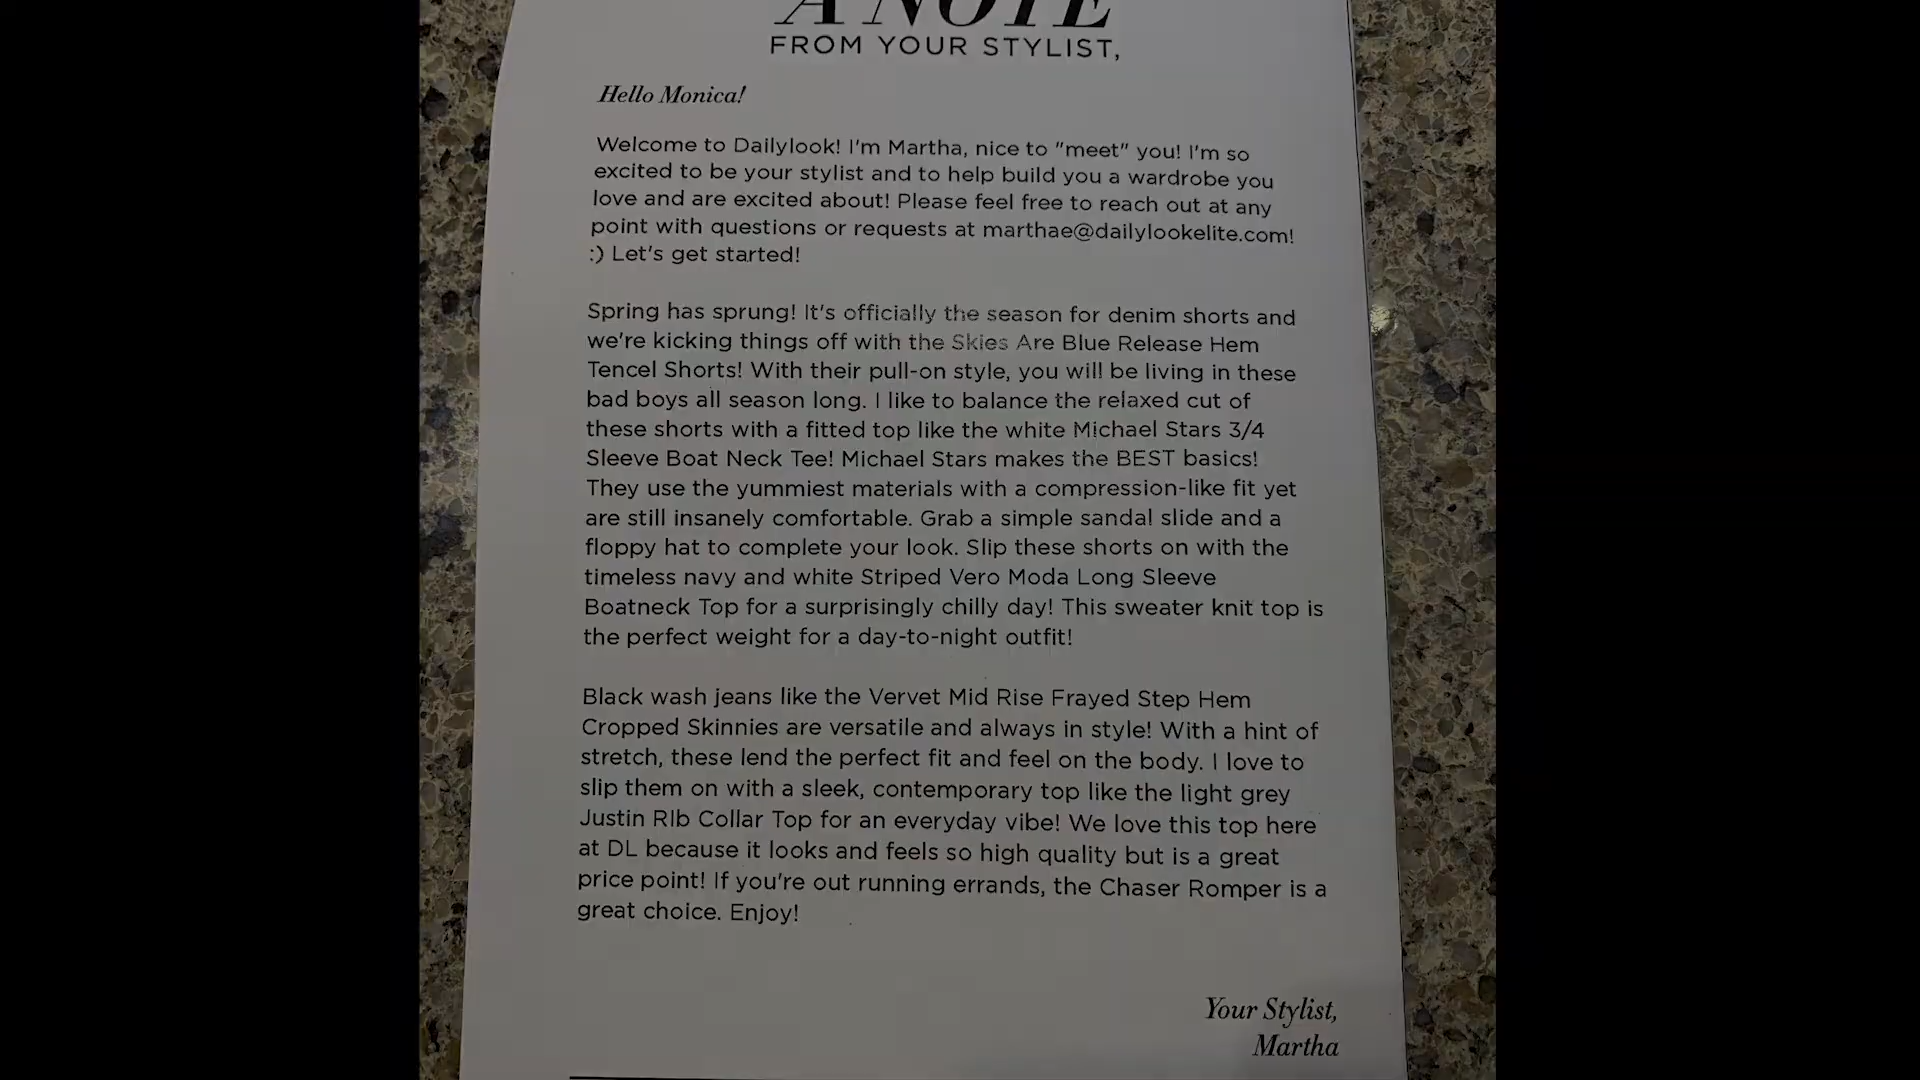 A NOTE
FROM YOUR STYLIST,
Hello Monica!
Welcome to Dailylook! I'm Martha, nice to "meet" you! I'm so
excited to be your stylist and to help build you a wardrobe you
love and are excited about! Please feel free to reach out at any
point with questions or requests at marthae@dailylookelite.com!
:) Let's get started!
Spring has sprung! It's officially the season for denim shorts and
we're kicking things off with the Skies Are Blue Release Hem
Tencel Shorts! With their pull-on style, you will be living in these
bad boys all season long. I like to balance the relaxed cut of
these shorts with a fitted top like the white Michael Stars 3/4
Sleeve Boat Neck Tee! Michael Stars makes the BEST basics!
They use the yummiest materials with a compression-like fit yet
are still insanely comfortable. Grab a simple sandal slide and a
floppy hat to complete your look. Slip these shorts on with the
timeless navy and white Striped Vero Moda Long Sleeve
Boatneck Top for a surprisingly chilly day! This sweater knit top is
the perfect weight for a day-to-night outfit!
Black wash jeans like the Vervet Mid Rise Frayed Step Hem
Cropped Skinnies are versatile and always in style! With a hint of
stretch, these lend the perfect fit and feel on the body. I love to
slip them on with a sleek, contemporary top like the light grey
Justin RIb Collar Top for an everyday vibe! We love this top here
at DL because it looks and feels so high quality but is a great
price point! If you're out running errands, the Chaser Romper is a
great choice. Enjoy!
Your Stylist,
Martha